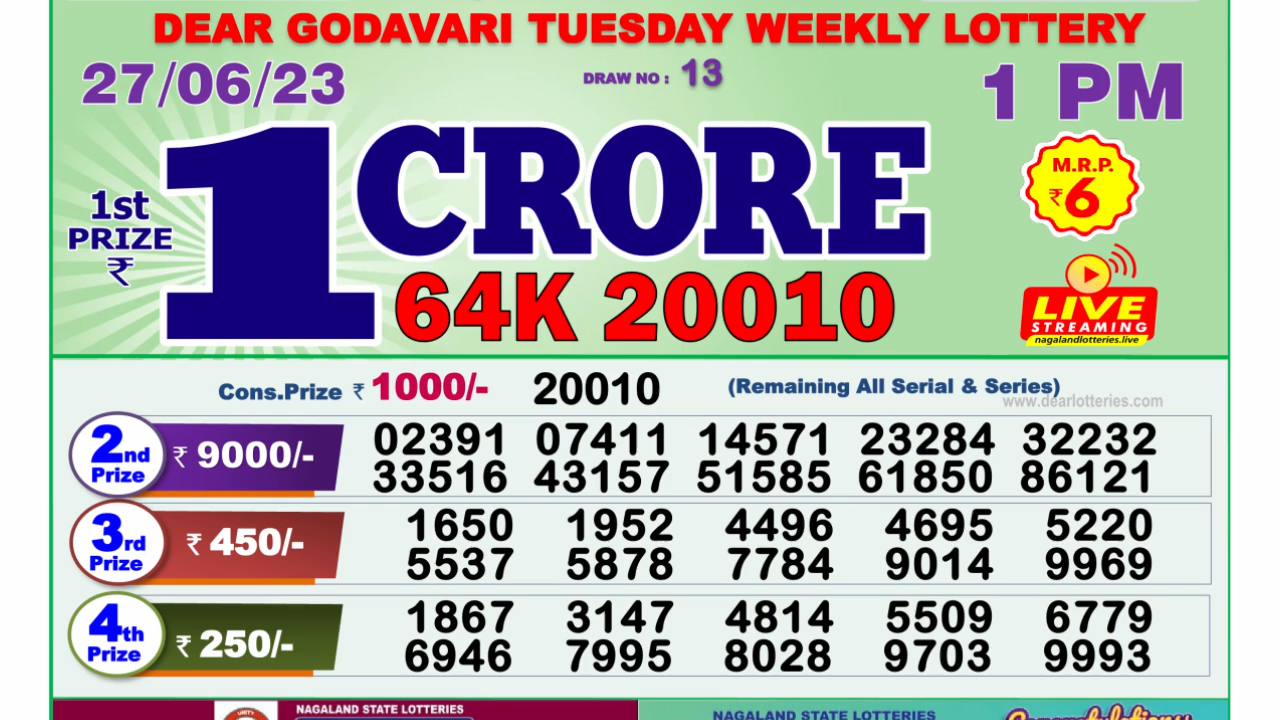 DEAR GODAVARI TUESDAY WEEKLY LOTTERY
27/06/23 DRAW NO : 13 1 PM
1st PRIZE ₹ 1 CRORE
64K 20010
M.R.P.
₹6
LIVE
STREAMING
nagalandlotteries.live
Cons.Prize ₹ 1000/- 20010 (Remaining All Serial & Series)
www.dearlotteries.com
2nd Prize ₹ 9000/-
02391 07411 14571 23284 32232
33516 43157 51585 61850 86121
3rd Prize ₹ 450/-
1650 1952 4496 4695 5220
5537 5878 7784 9014 9969
4th Prize ₹ 250/-
1867 3147 4814 5509 6779
6946 7995 8028 9703 9993
UNITY
NAGALAND STATE LOTTERIES
NAGALAND STATE LOTTERIES
Congratulations